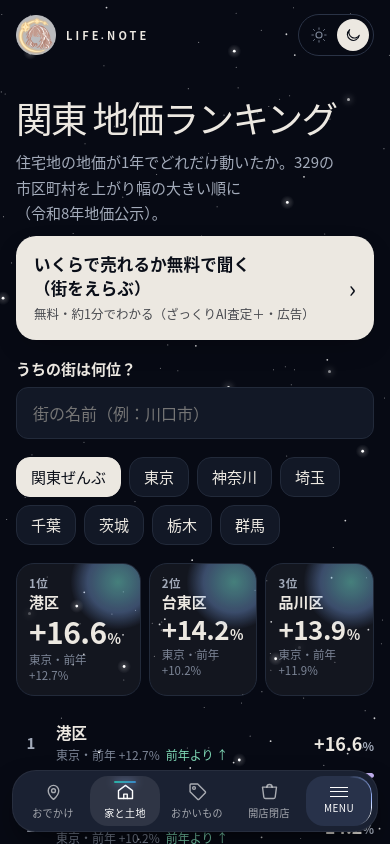 LIFE.NOTE
関東 地価ランキング
住宅地の地価が1年でどれだけ動いたか。329の
市区町村を上がり幅の大きい順に
（令和8年地価公示）。
いくらで売れるか無料で聞く
（街をえらぶ）
無料・約1分でわかる（ざっくりAI査定＋・広告）
›
うちの街は何位？
街の名前（例：川口市）
関東ぜんぶ 東京 神奈川 埼玉
千葉 茨城 栃木 群馬
1位 2位 3位
港区 台東区 品川区
+16.6% +14.2% +13.9%
東京・前年 東京・前年 東京・前年
+12.7% +10.2% +11.9%
1 港区 +16.6%
東京・前年 +12.7% 前年より ↑
おでかけ 家と土地 おかいもの 開店閉店 MENU
東京・前年 +10.2% 前年より ↑